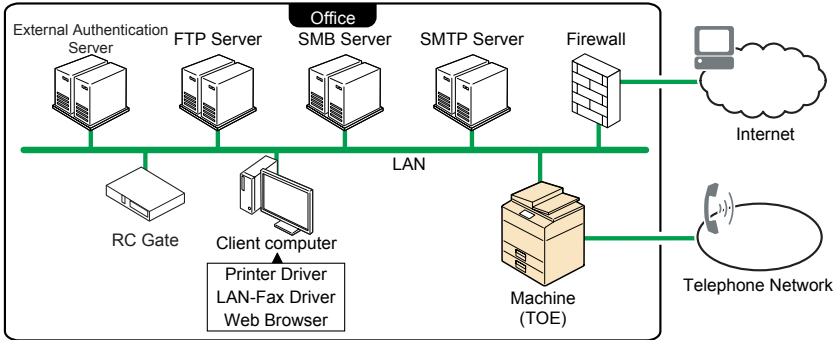 Office
External Authentication
Server
FTP Server
SMB Server
SMTP Server
Firewall
Internet
LAN
RC Gate
Client computer
Printer Driver
LAN-Fax Driver
Web Browser
Machine
(TOE)
Telephone Network